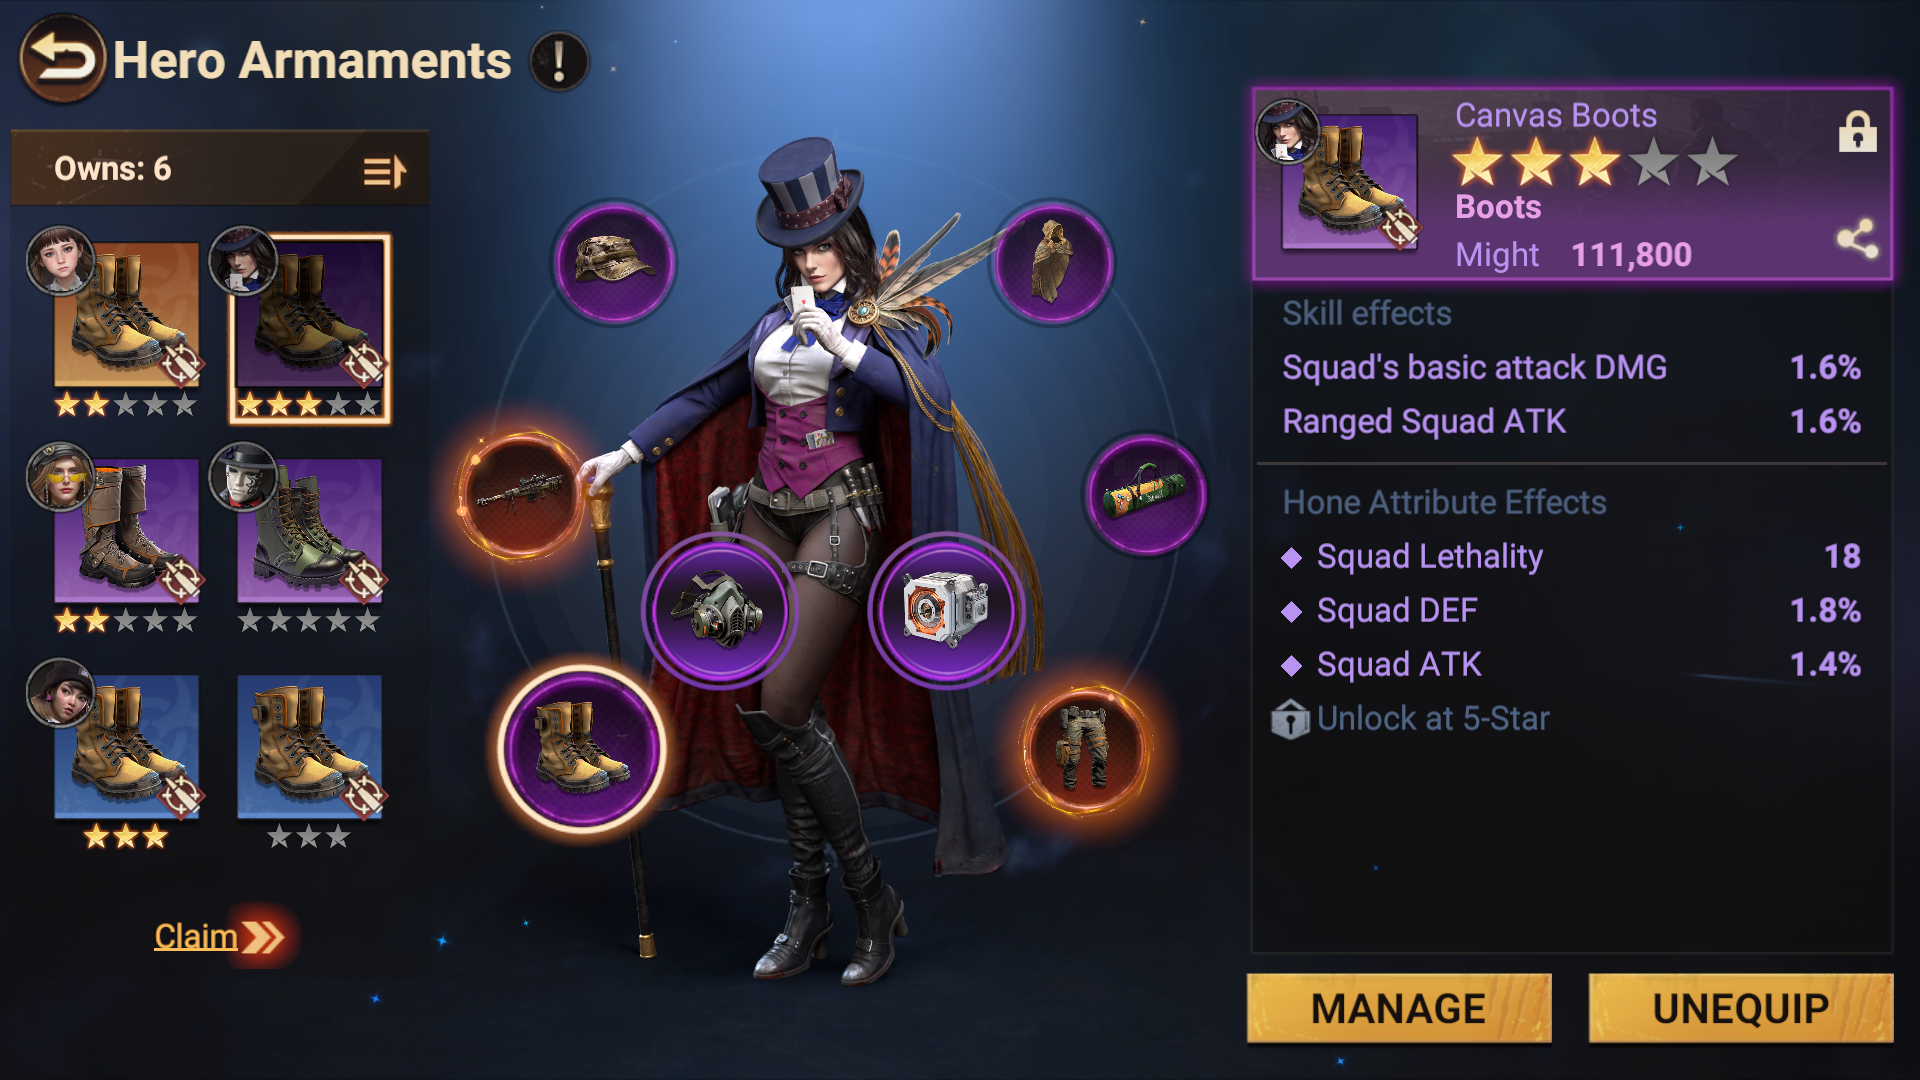 Hero Armaments
Owns: 6
Claim
Canvas Boots
Boots
Might 111,800
Skill effects
Squad's basic attack DMG 1.6%
Ranged Squad ATK 1.6%
Hone Attribute Effects
Squad Lethality 18
Squad DEF 1.8%
Squad ATK 1.4%
Unlock at 5-Star
MANAGE
UNEQUIP